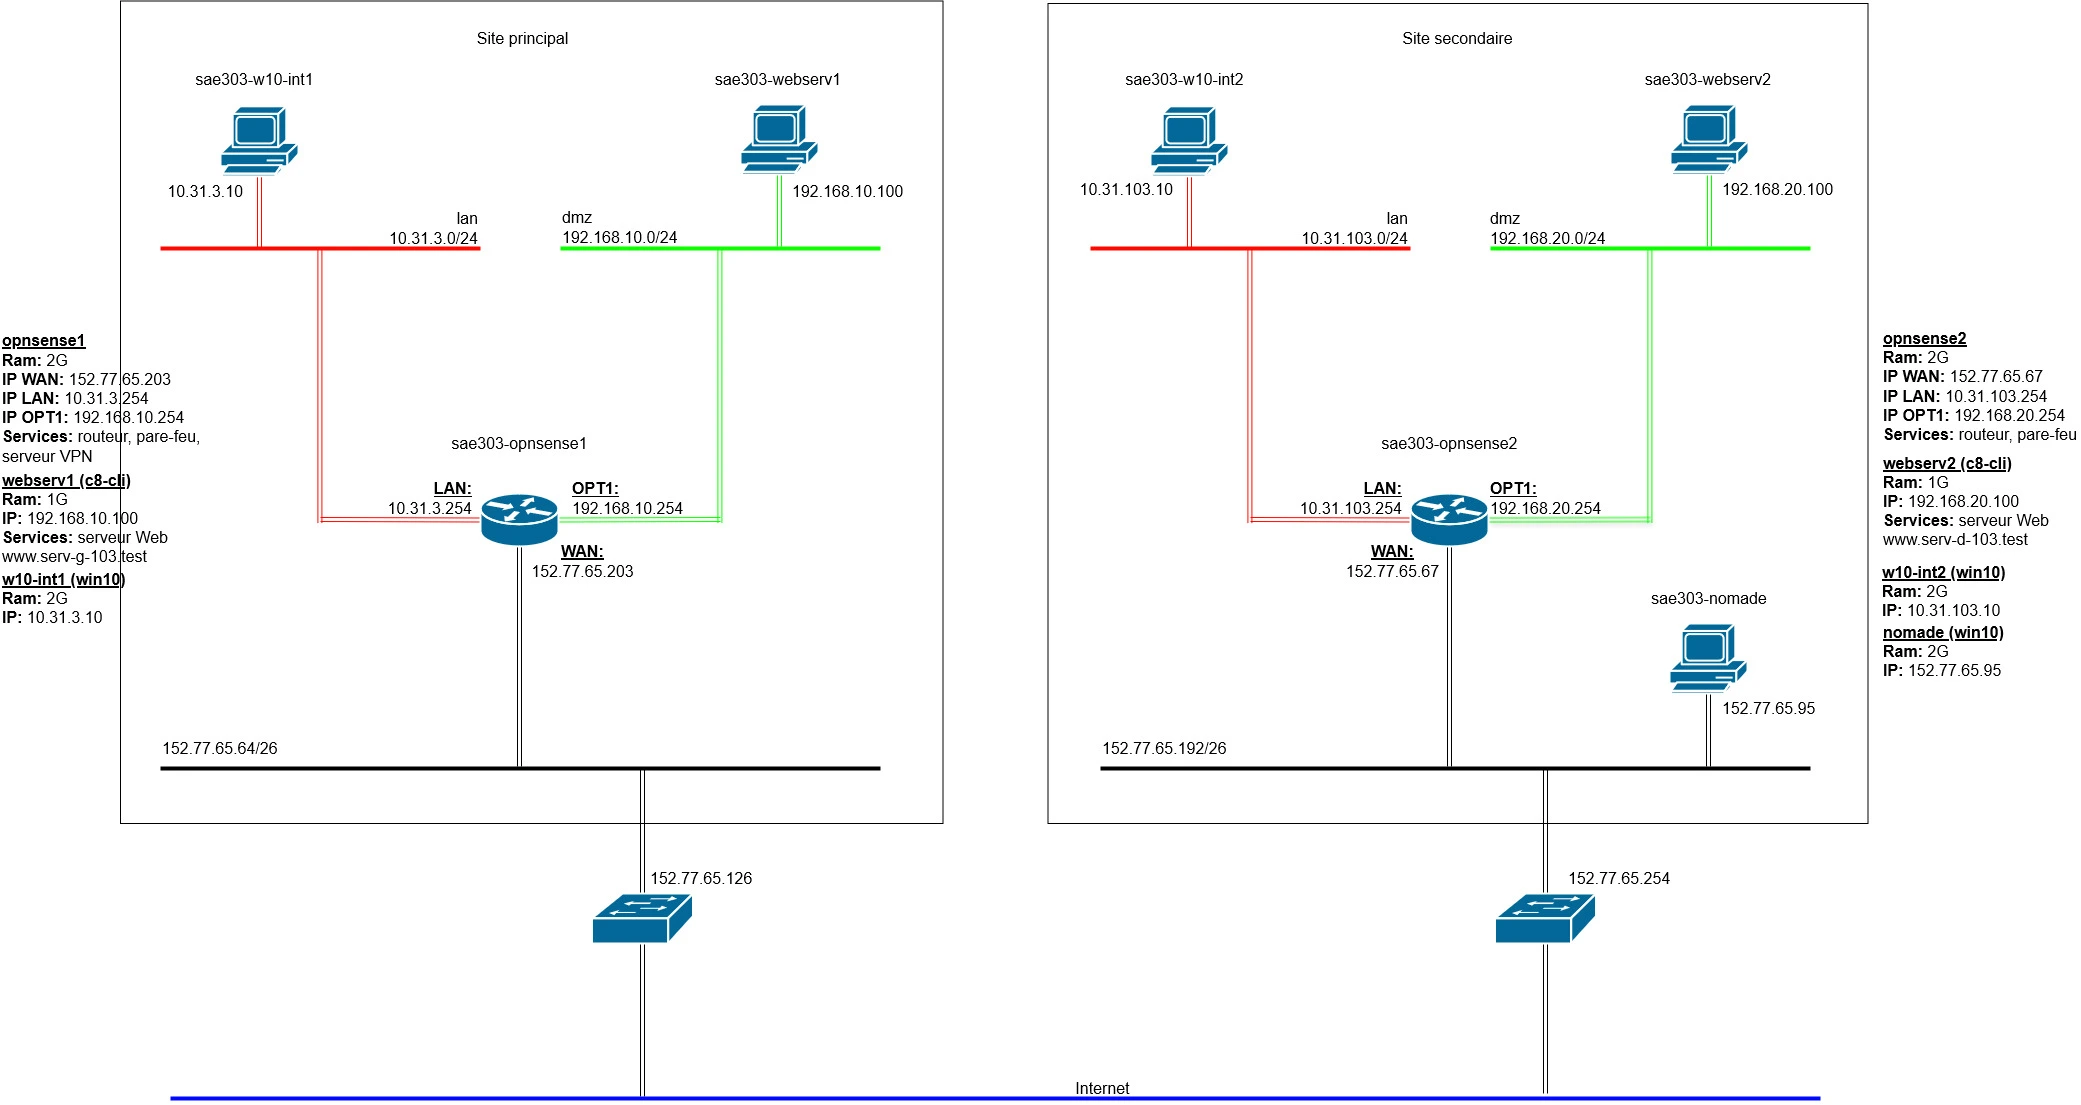 Site principal
sae303-w10-int1
sae303-webserv1
10.31.3.10
192.168.10.100
lan
10.31.3.0/24
dmz
192.168.10.0/24
opnsense1
Ram: 2G
IP WAN: 152.77.65.203
IP LAN: 10.31.3.254
IP OPT1: 192.168.10.254
Services: routeur, pare-feu,
serveur VPN
webserv1 (c8-cli)
Ram: 1G
IP: 192.168.10.100
Services: serveur Web
www.serv-g-103.test
w10-int1 (win10)
Ram: 2G
IP: 10.31.3.10
sae303-opnsense1
LAN:
10.31.3.254
OPT1:
192.168.10.254
WAN:
152.77.65.203
152.77.65.64/26
152.77.65.126
Site secondaire
sae303-w10-int2
sae303-webserv2
10.31.103.10
192.168.20.100
lan
10.31.103.0/24
dmz
192.168.20.0/24
sae303-opnsense2
LAN:
10.31.103.254
OPT1:
192.168.20.254
WAN:
152.77.65.67
sae303-nomade
152.77.65.95
152.77.65.192/26
152.77.65.254
opnsense2
Ram: 2G
IP WAN: 152.77.65.67
IP LAN: 10.31.103.254
IP OPT1: 192.168.20.254
Services: routeur, pare-feu
webserv2 (c8-cli)
Ram: 1G
IP: 192.168.20.100
Services: serveur Web
www.serv-d-103.test
w10-int2 (win10)
Ram: 2G
IP: 10.31.103.10
nomade (win10)
Ram: 2G
IP: 152.77.65.95
Internet